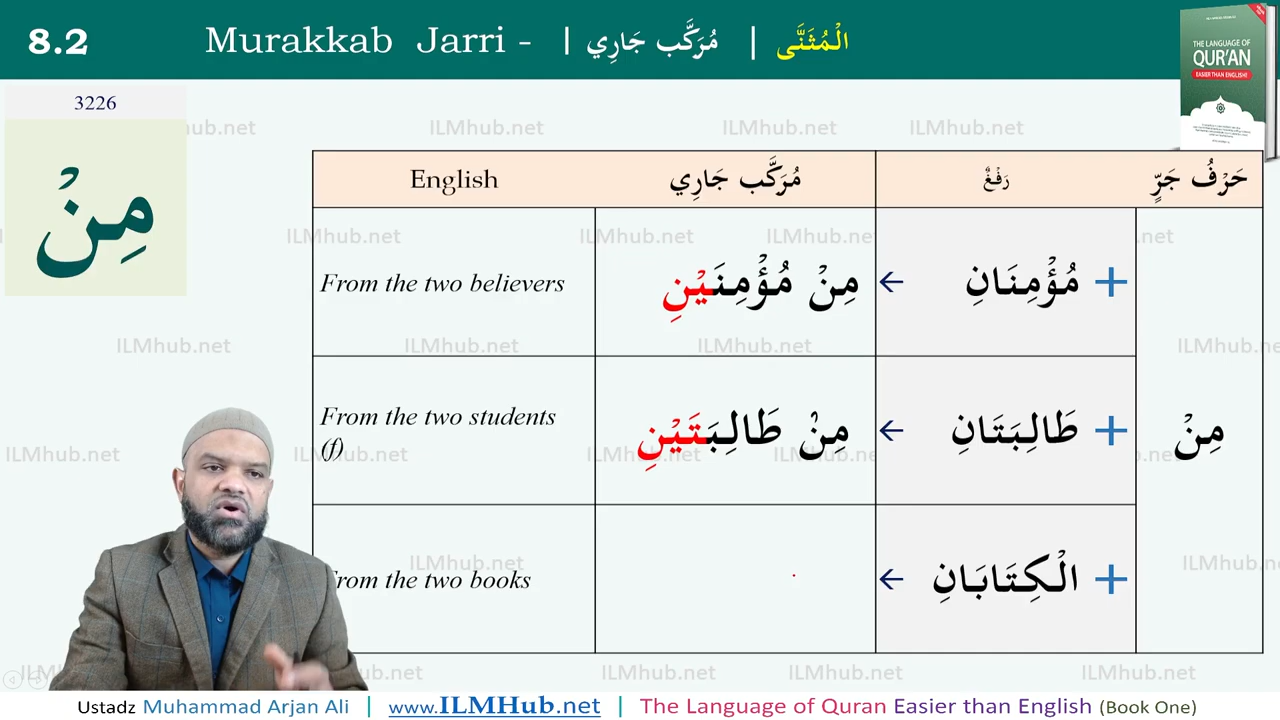 8.2 Murakkab Jarri - | مُرَكَّب جَارِي | الْمُثَنَّى
THE LANGUAGE OF
QUR'AN
EASIER THAN ENGLISH!
3226
مِنْ
English مُرَكَّب جَارِي رَفْعٌ حَرْفُ جَرٍّ
From the two believers مِنْ مُؤْمِنَيْنِ ← مُؤْمِنَانِ +
From the two students
(f) مِنْ طَالِبَتَيْنِ ← طَالِبَتَانِ + مِنْ
From the two books ← الْكِتَابَانِ +
ILMhub.net
Ustadz Muhammad Arjan Ali | www.ILMHub.net | The Language of Quran Easier than English (Book One)